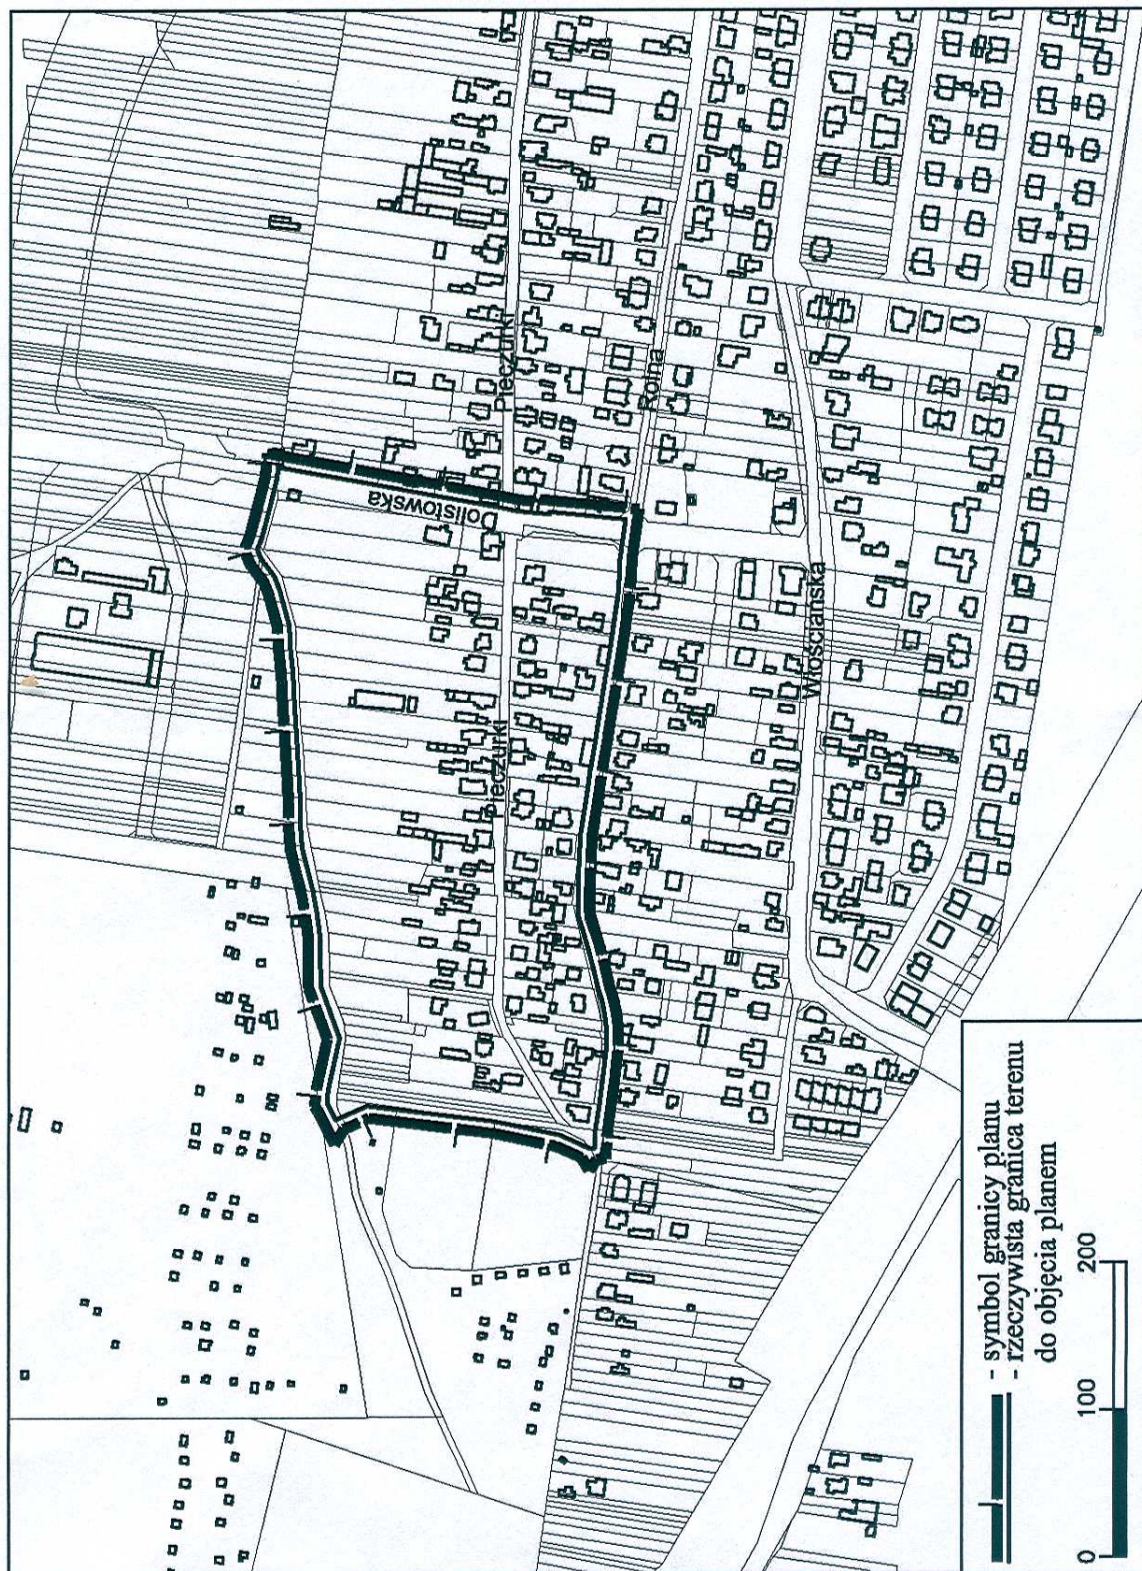 Pieczurki
Rolna
Dolistowska
Włościańska
Pieczurki
- symbol granicy planu
- rzeczywista granica terenu
do objęcia planem
0 100 200